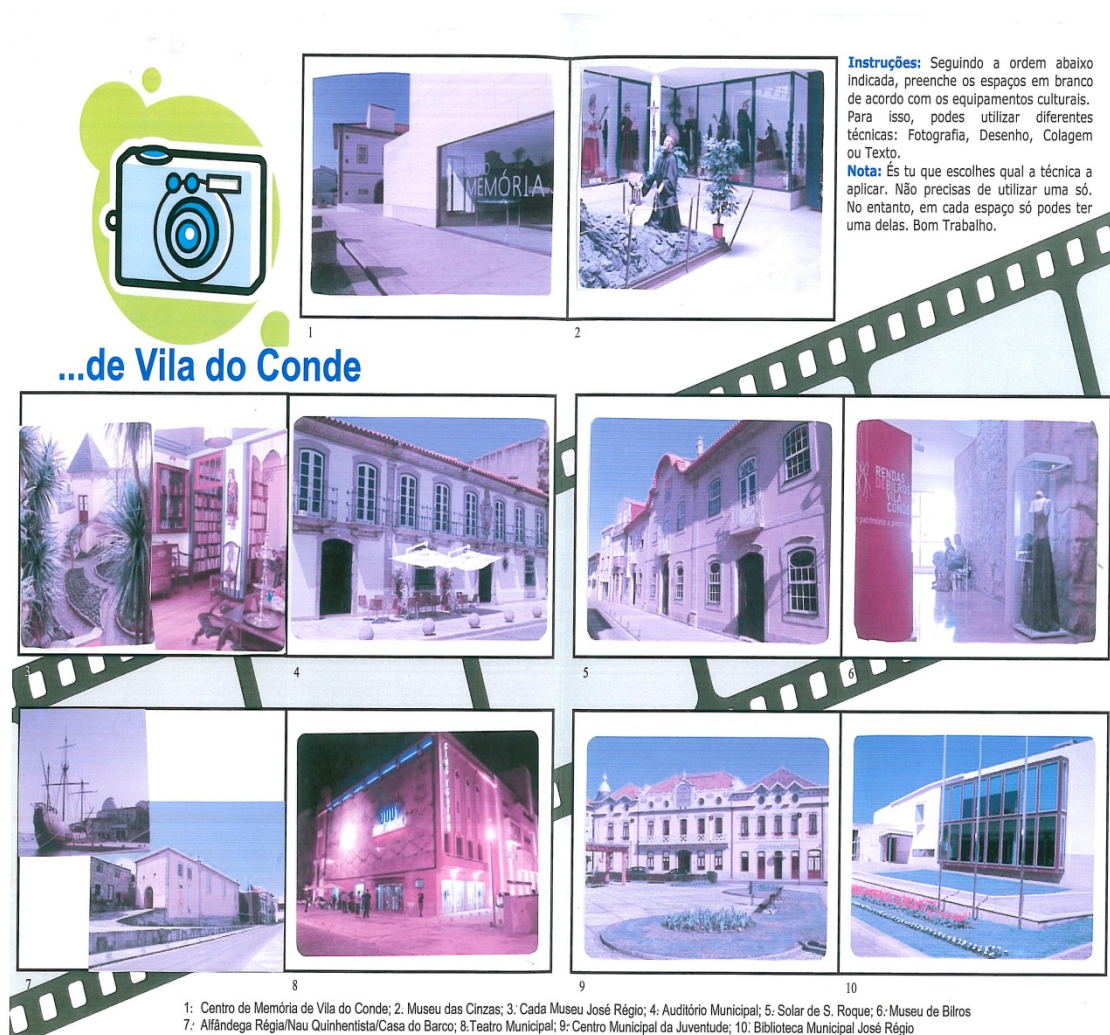 Instruções: Seguindo a ordem abaixo
indicada, preenche os espaços em branco
de acordo com os equipamentos culturais.
Para isso, podes utilizar diferentes
técnicas: Fotografia, Desenho, Colagem
ou Texto.
Nota: És tu que escolhes qual a técnica a
aplicar. Não precisas de utilizar uma só.
No entanto, em cada espaço só podes ter
uma delas. Bom Trabalho.
MEMÓRIA
1
2
...de Vila do Conde
RENDAS
DE BILROS
VILA
CONDE
3
4
5
6
7
8
9
10
1: Centro de Memória de Vila do Conde; 2. Museu das Cinzas; 3: Cada Museu José Régio; 4: Auditório Municipal; 5: Solar de S. Roque; 6: Museu de Bilros
7: Alfândega Régia/Nau Quinhentista/Casa do Barco; 8: Teatro Municipal; 9: Centro Municipal da Juventude; 10: Biblioteca Municipal José Régio